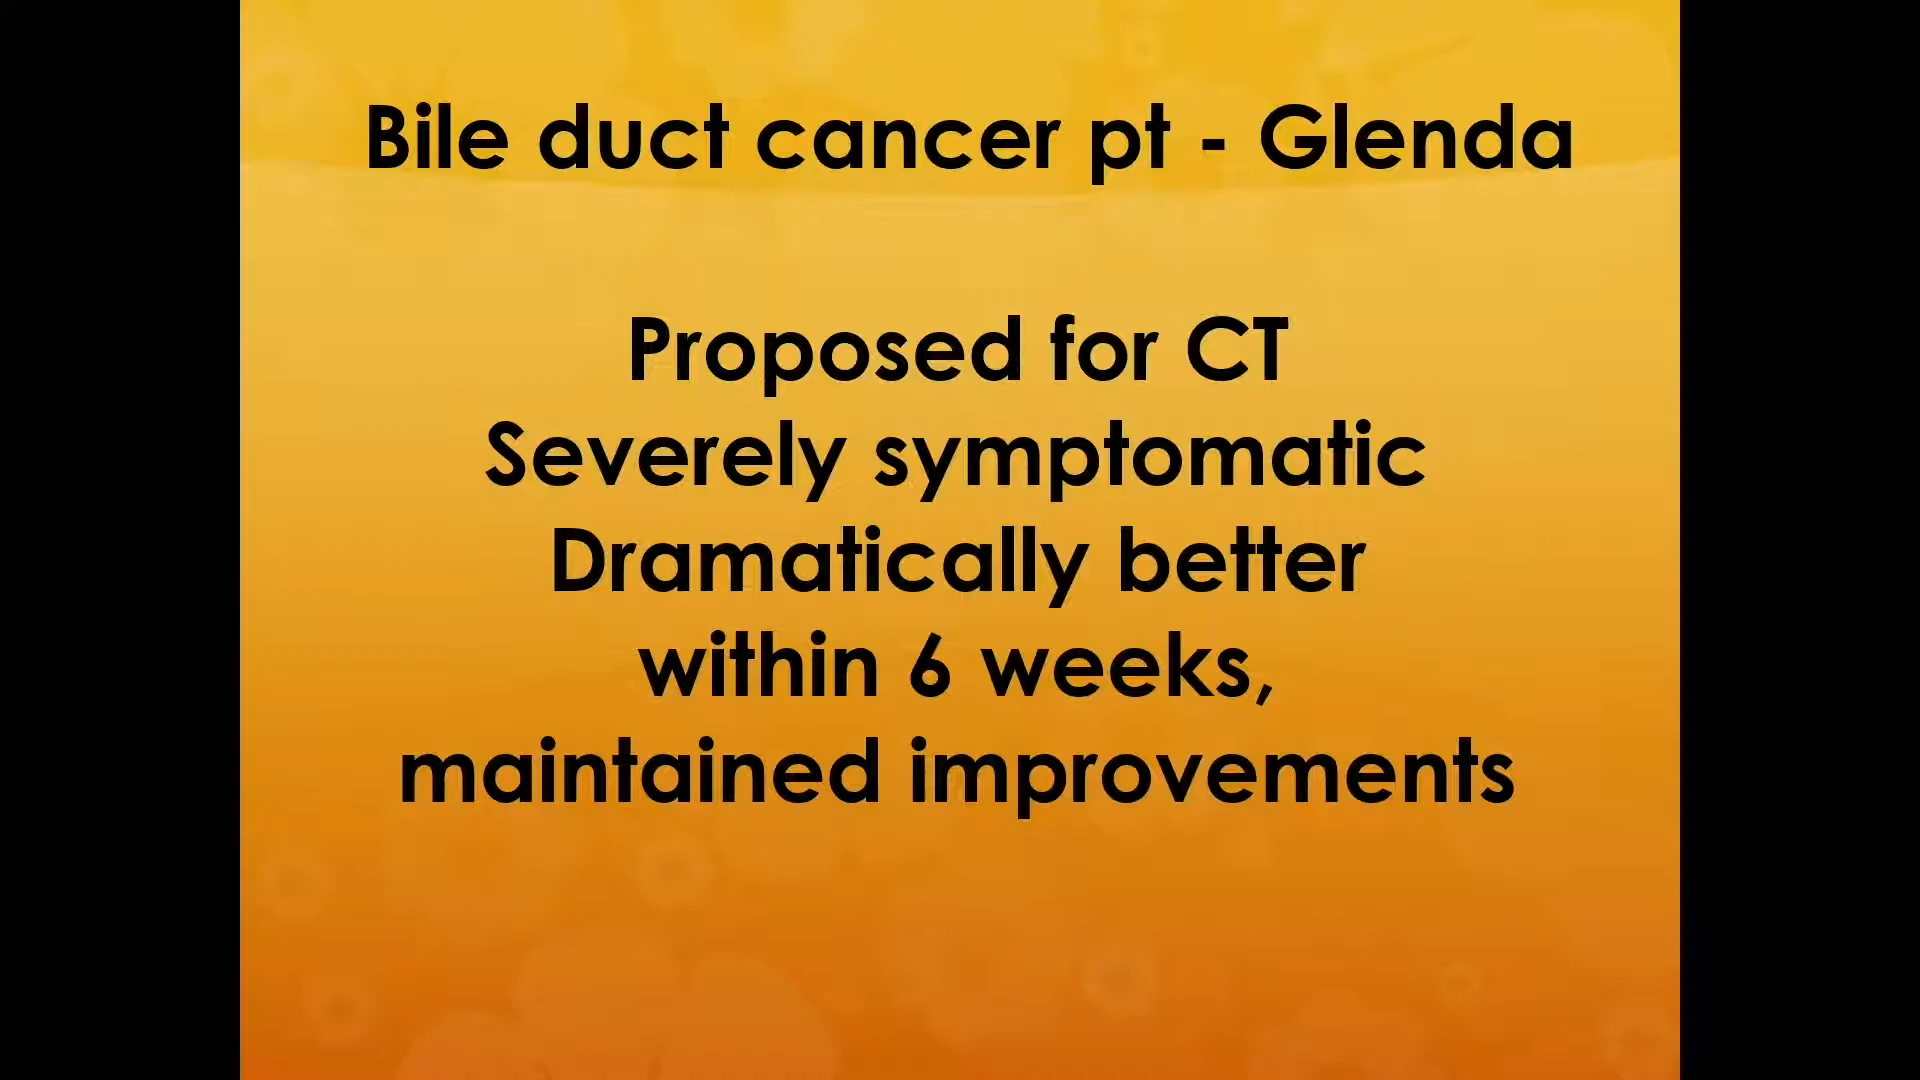 Bile duct cancer pt - Glenda
Proposed for CT
Severely symptomatic
Dramatically better
within 6 weeks,
maintained improvements